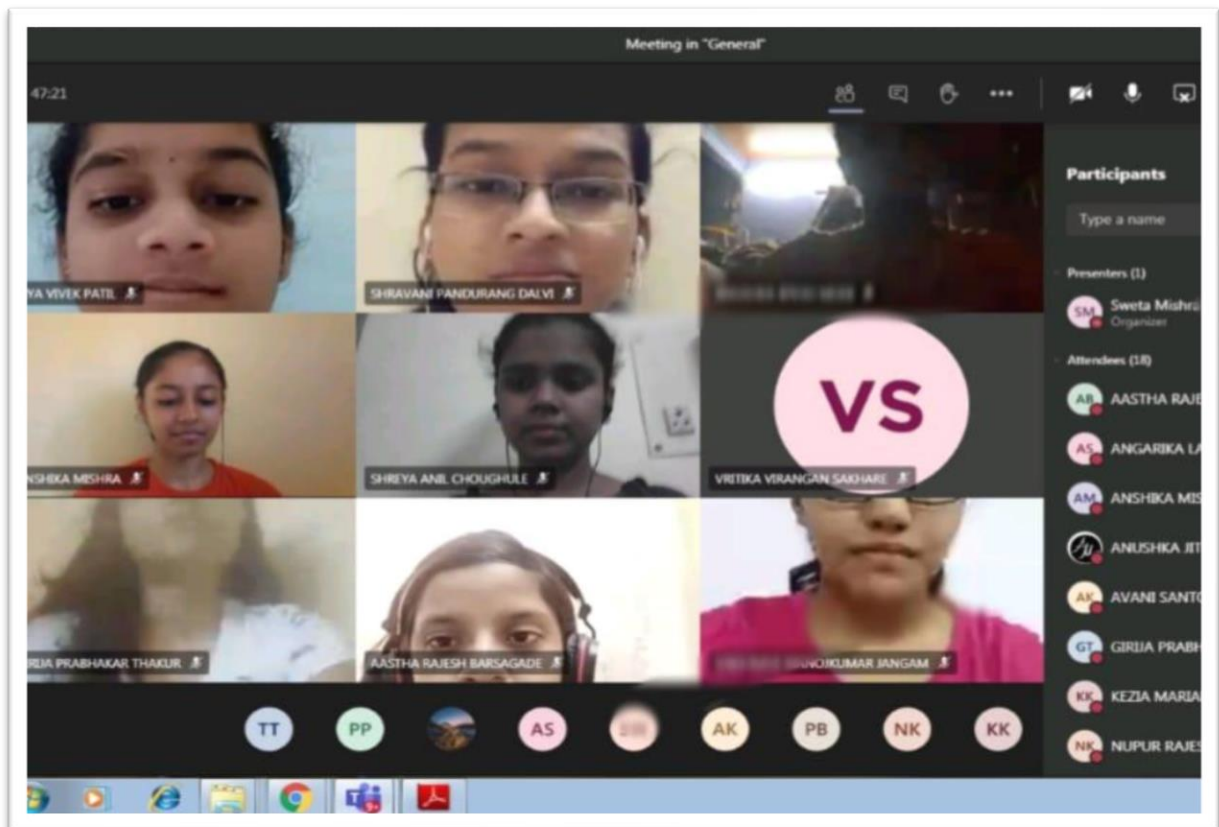 Meeting in "General"
47:21
Participants
Type a name
Presenters (1)
SM Sweta Mishra
Organizer
Attendees (18)
AB AASTHA RAJE
AS ANGARIKA LA
AM ANSHIKA MIS
ANUSHKA JIT
AK AVANI SANTO
GT GIRIJA PRABH
KK KEZIA MARIA
NK NUPUR RAJES
YA VIVEK PATIL
SHRAVANI PANDURANG DALVI
NSHIKA MISHRA
SHREYA ANIL CHOUGHULE
VS
VRITIKA VIRANGAN SAKHARE
RIJA PRABHAKAR THAKUR
AASTHA RAJESH BARSAGADE
MANOJKUMAR JANGAM
TT PP AS AK PB NK KK